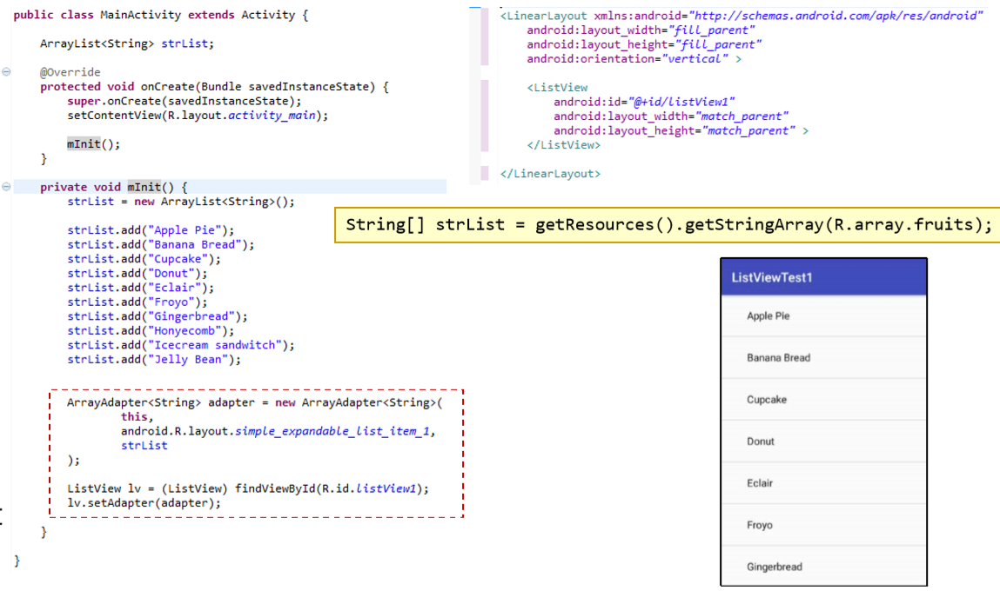 public class MainActivity extends Activity {
ArrayList<String> strList;
@Override
protected void onCreate(Bundle savedInstanceState) {
super.onCreate(savedInstanceState);
setContentView(R.layout.activity_main);
mInit();
}
private void mInit() {
strList = new ArrayList<String>();
strList.add("Apple Pie");
strList.add("Banana Bread");
strList.add("Cupcake");
strList.add("Donut");
strList.add("Eclair");
strList.add("Froyo");
strList.add("Gingerbread");
strList.add("Honyecomb");
strList.add("Icecream sandwitch");
strList.add("Jelly Bean");
ArrayAdapter<String> adapter = new ArrayAdapter<String>(
this,
android.R.layout.simple_expandable_list_item_1,
strList
);
ListView lv = (ListView) findViewById(R.id.listView1);
lv.setAdapter(adapter);
}
}
<LinearLayout xmlns:android="http://schemas.android.com/apk/res/android"
android:layout_width="fill_parent"
android:layout_height="fill_parent"
android:orientation="vertical" >
<ListView
android:id="@+id/listView1"
android:layout_width="match_parent"
android:layout_height="match_parent" >
</ListView>
</LinearLayout>
String[] strList = getResources().getStringArray(R.array.fruits);
ListViewTest1
Apple Pie
Banana Bread
Cupcake
Donut
Eclair
Froyo
Gingerbread